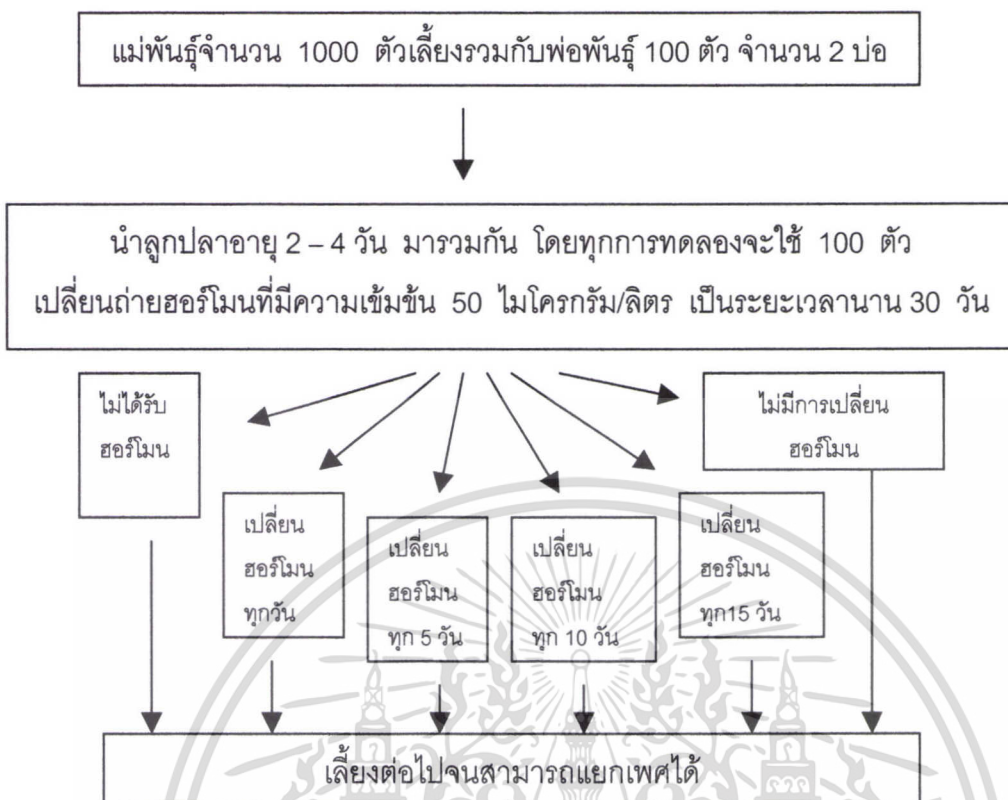 แม่พันธุ์จำนวน 1000 ตัวเลี้ยงรวมกับพ่อพันธุ์ 100 ตัว จำนวน 2 บ่อ
นำลูกปลาอายุ 2 – 4 วัน มารวมกัน โดยทุกการทดลองจะใช้ 100 ตัว
เปลี่ยนถ่ายฮอร์โมนที่มีความเข้มข้น 50 ไมโครกรัม/ลิตร เป็นระยะเวลานาน 30 วัน
ไม่ได้รับ
ฮอร์โมน
เปลี่ยน
ฮอร์โมน
ทุกวัน
เปลี่ยน
ฮอร์โมน
ทุก 5 วัน
เปลี่ยน
ฮอร์โมน
ทุก 10 วัน
เปลี่ยน
ฮอร์โมน
ทุก15 วัน
ไม่มีการเปลี่ยน
ฮอร์โมน
เลี้ยงต่อไปจนสามารถแยกเพศได้